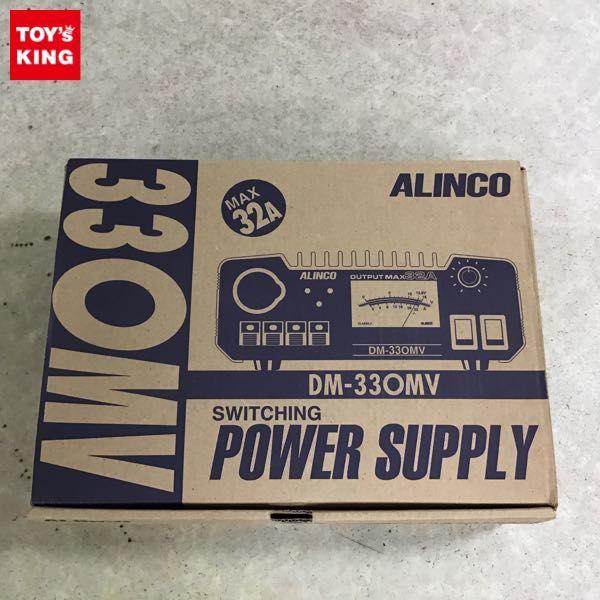 TOY's
KING
330MV
MAX
32A
ALINCO
ALINCO
OUTPUT MAX 32A
DM-330MV
DM-330MV
SWITCHING
POWER SUPPLY